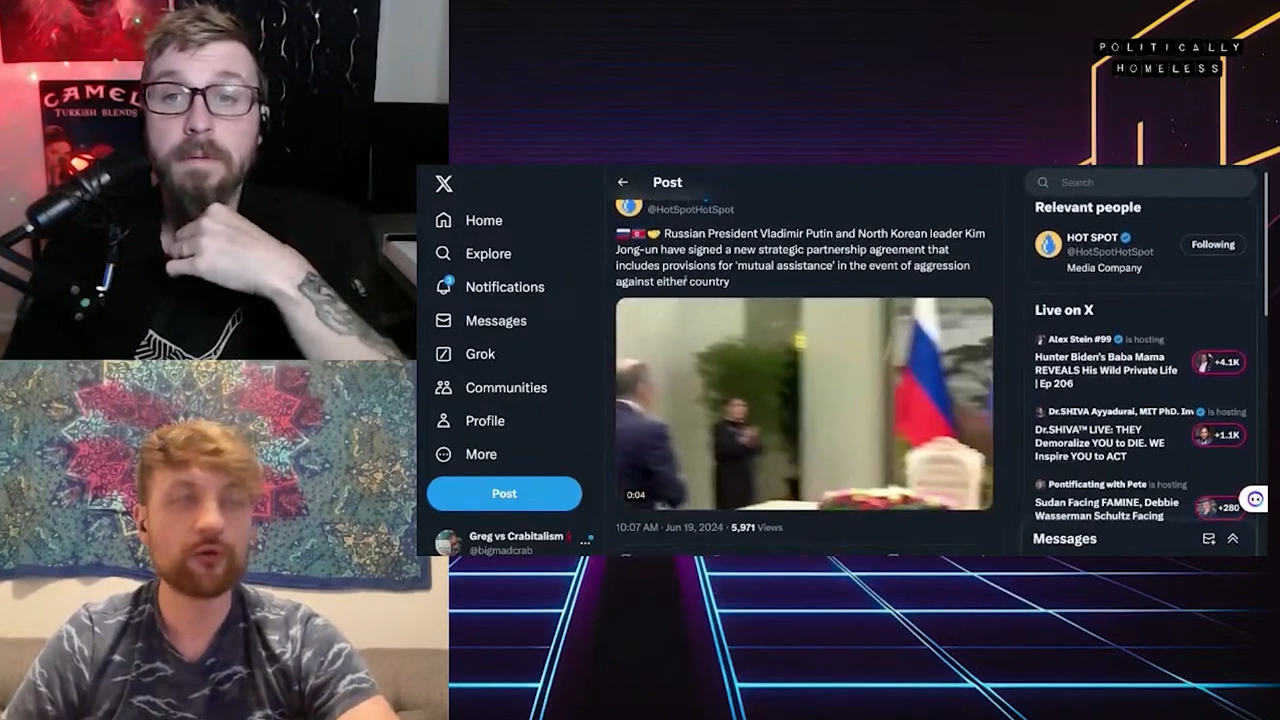 POLITICALLY
HOMELESS
CAMEL
TURKISH BLENDS
Home
Explore
Notifications
Messages
Grok
Communities
Profile
More
Post
Greg vs Crabitalism
@bigmadcrab
Post
@HotSpotHotSpot
Russian President Vladimir Putin and North Korean leader Kim
Jong-un have signed a new strategic partnership agreement that
includes provisions for 'mutual assistance' in the event of aggression
against either country
0:04
10:07 AM · Jun 19, 2024 · 5,971 Views
Search
Relevant people
HOT SPOT
@HotSpotHotSpot
Media Company
Following
Live on X
Alex Stein #99 is hosting
Hunter Biden's Baba Mama
REVEALS His Wild Private Life
| Ep 206
+4.1K
Dr.SHIVA Ayyadurai, MIT PhD. Inv is hosting
Dr.SHIVA™ LIVE: THEY
Demoralize YOU to DIE. WE
Inspire YOU to ACT
+1.1K
Pontificating with Pete is hosting
Sudan Facing FAMINE, Debbie
Wasserman Schultz Facing
+280
Messages